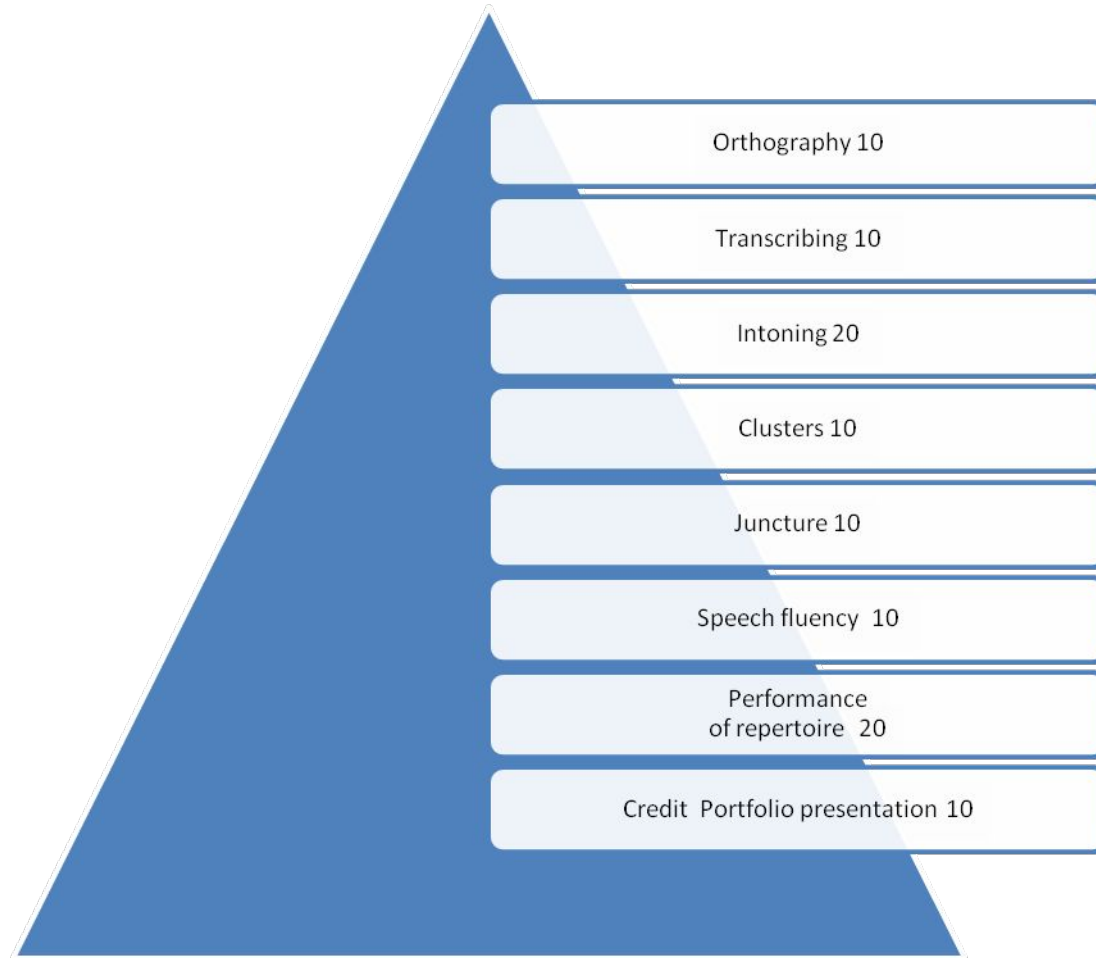 Orthography 10
Transcribing 10
Intoning 20
Clusters 10
Juncture 10
Speech fluency 10
Performance
of repertoire 20
Credit Portfolio presentation 10